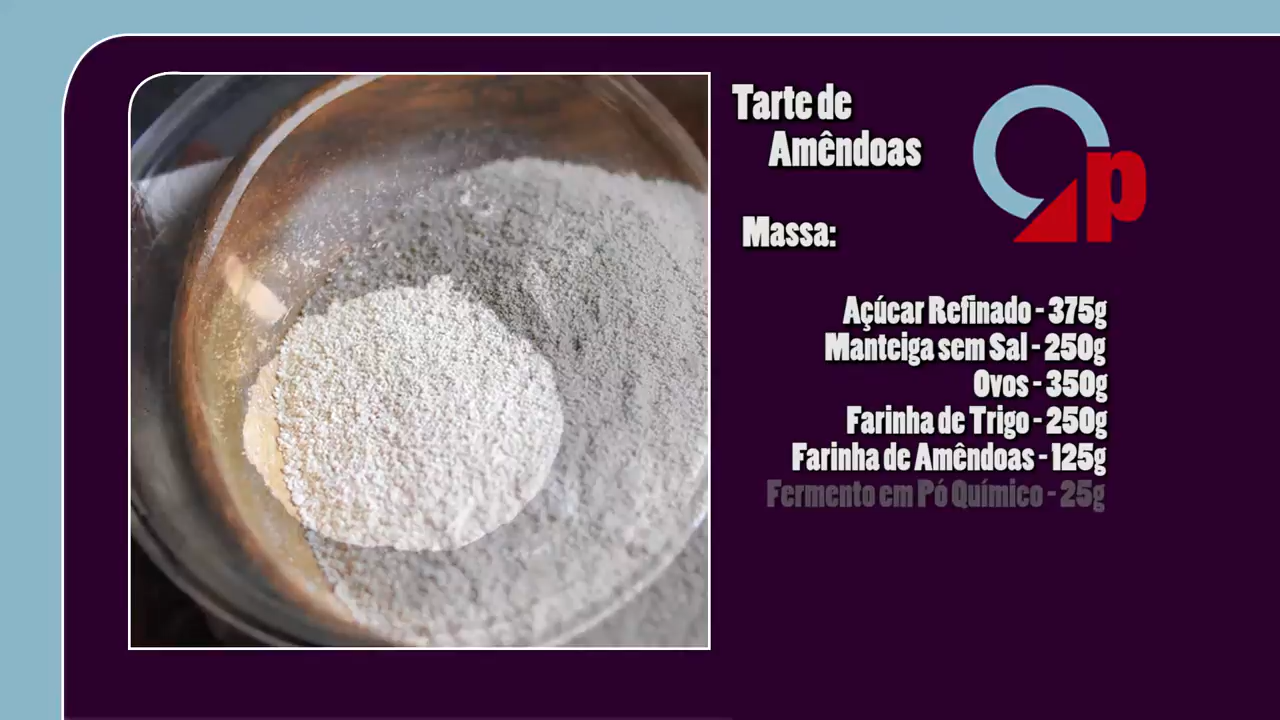 Tarte de
Amêndoas
p
Massa:
Açúcar Refinado - 375g
Manteiga sem Sal - 250g
Ovos - 350g
Farinha de Trigo - 250g
Farinha de Amêndoas - 125g
Fermento em Pó Químico - 25g